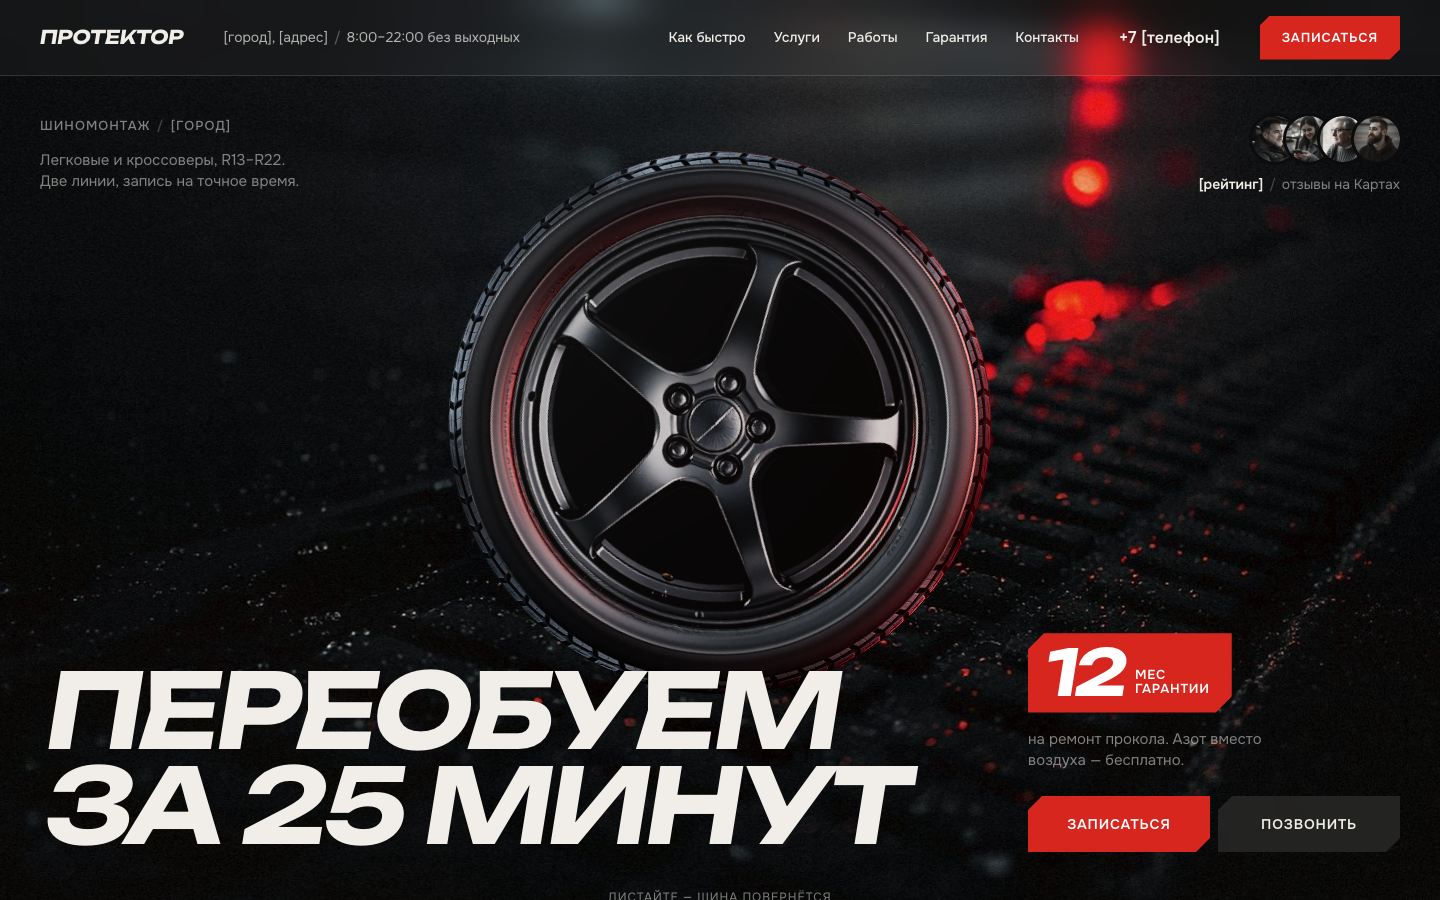 ПРОТЕКТОР
[город], [адрес] / 8:00–22:00 без выходных
Как быстро
Услуги
Работы
Гарантия
Контакты
+7 [телефон]
ЗАПИСАТЬСЯ
ШИНОМОНТАЖ / [ГОРОД]
Легковые и кроссоверы, R13–R22.
Две линии, запись на точное время.
[рейтинг] / отзывы на Картах
ПЕРЕОБУЕМ
ЗА 25 МИНУТ
12 МЕС
ГАРАНТИИ
на ремонт прокола. Азот вместо
воздуха — бесплатно.
ЗАПИСАТЬСЯ
ПОЗВОНИТЬ
ЛИСТАЙТЕ — ШИНА ПОВЕРНЁТСЯ